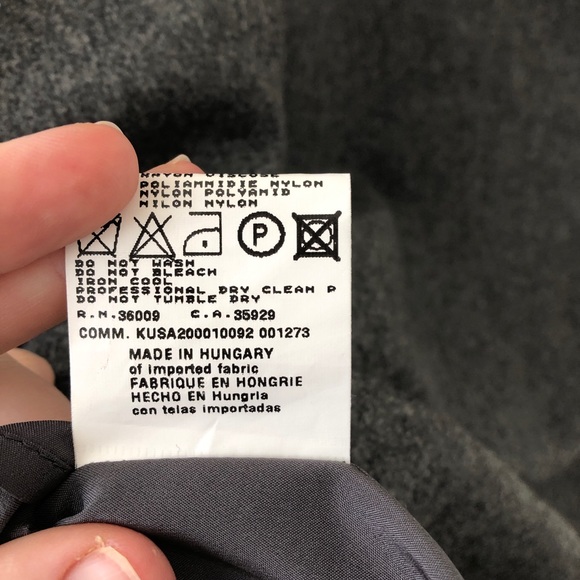 RAYON VISCOSE
POLIAMMIDIE NYLON
NYLON POLYAMID
NILON NYLON
P
DO NOT WASH
DO NOT BLEACH
IRON COOL
PROFESSIONAL DRY CLEAN P
DO NOT TUMBLE DRY
R.N.36009 C.A.35929
COMM. KUSA200010092 001273
MADE IN HUNGARY
of imported fabric
FABRIQUE EN HONGRIE
HECHO EN Hungria
con telas importadas